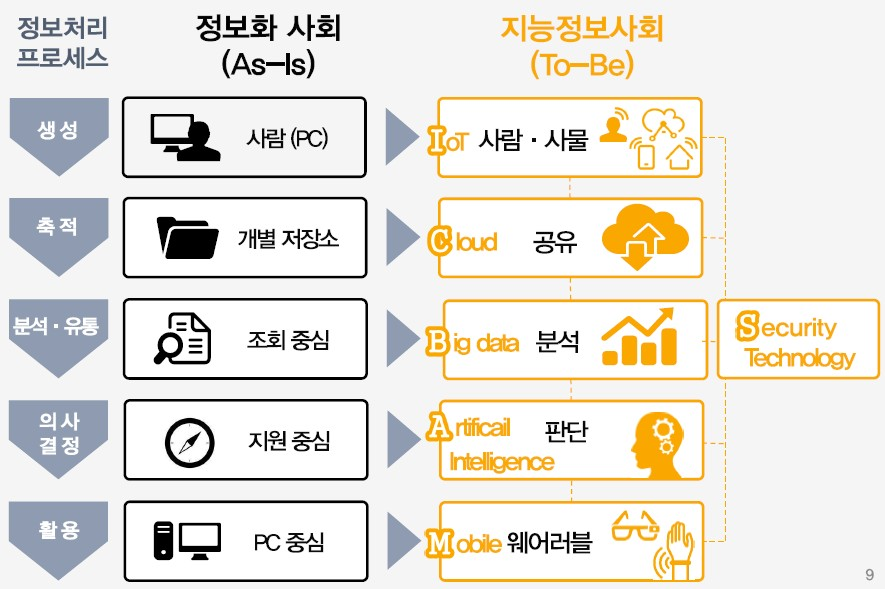 정보처리
프로세스
정보화 사회
(As-Is)
지능정보사회
(To-Be)
생성
사람 (PC)
IoT 사람 · 사물
축적
개별 저장소
Cloud 공유
분석 · 유통
조회 중심
Big data 분석
Security
Technology
의사
결정
지원 중심
Artificail 판단
Intelligence
활용
PC 중심
Mobile 웨어러블
9